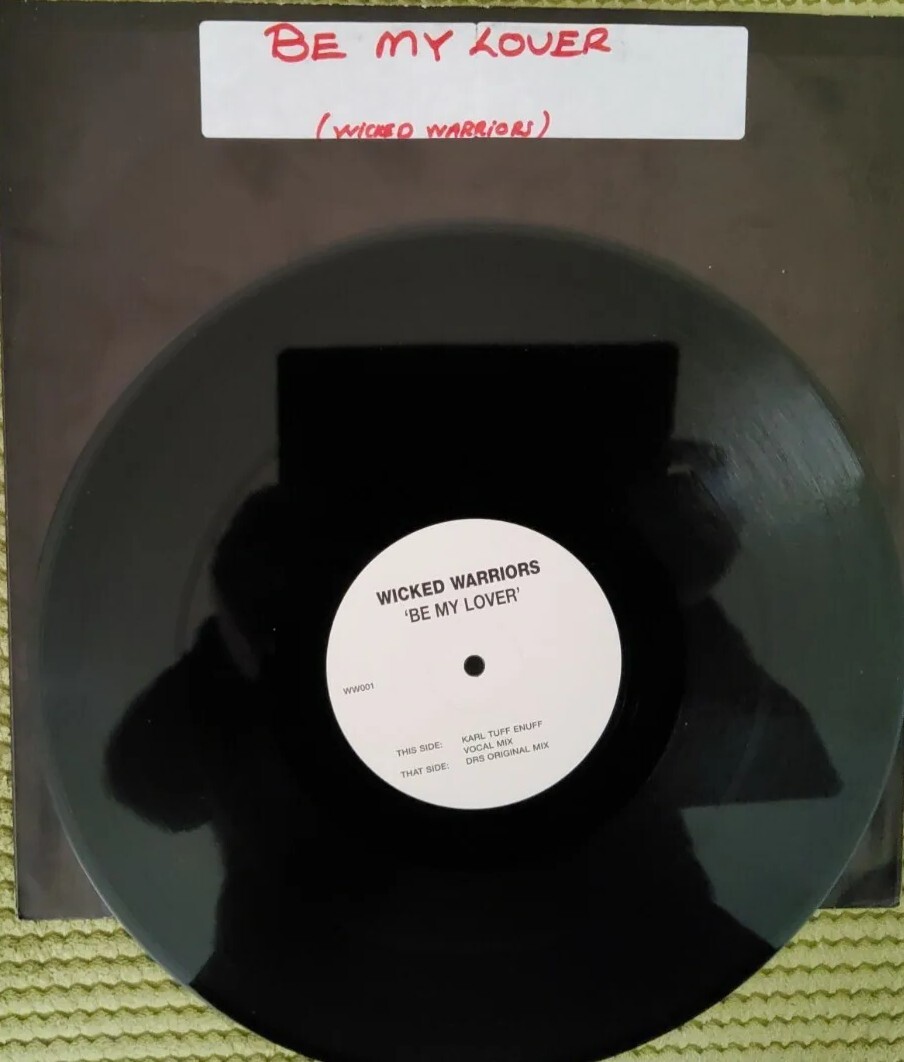 BE MY LOVER
(WICKED WARRIORS)
WICKED WARRIORS
'BE MY LOVER'
WW001
THIS SIDE: KARL TUFF ENUFF
VOCAL MIX
THAT SIDE: DRS ORIGINAL MIX